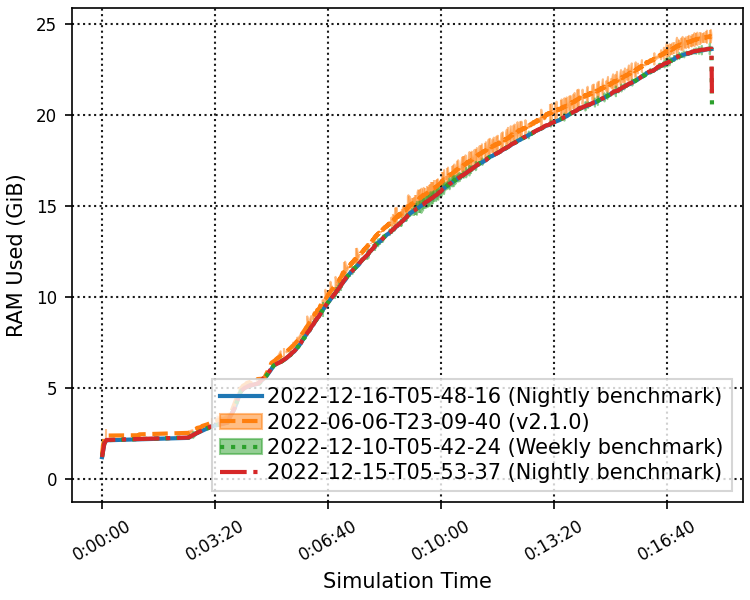 25
20
15
10
5
0
RAM Used (GiB)
2022-12-16-T05-48-16 (Nightly benchmark)
2022-06-06-T23-09-40 (v2.1.0)
2022-12-10-T05-42-24 (Weekly benchmark)
2022-12-15-T05-53-37 (Nightly benchmark)
0:00:00
0:03:20
0:06:40
0:10:00
0:13:20
0:16:40
Simulation Time